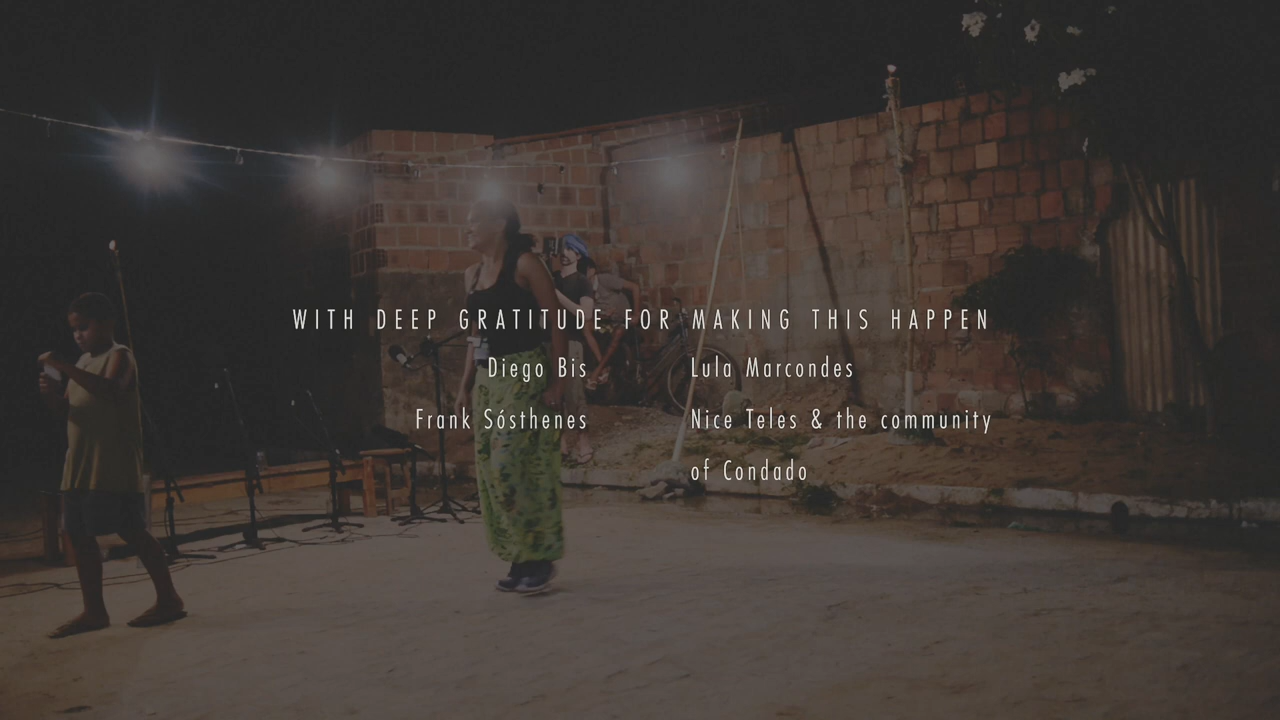 WITH DEEP GRATITUDE FOR MAKING THIS HAPPEN
Diego Bis
Lula Marcondes
Frank Sósthenes
Nice Teles & the community
of Condado